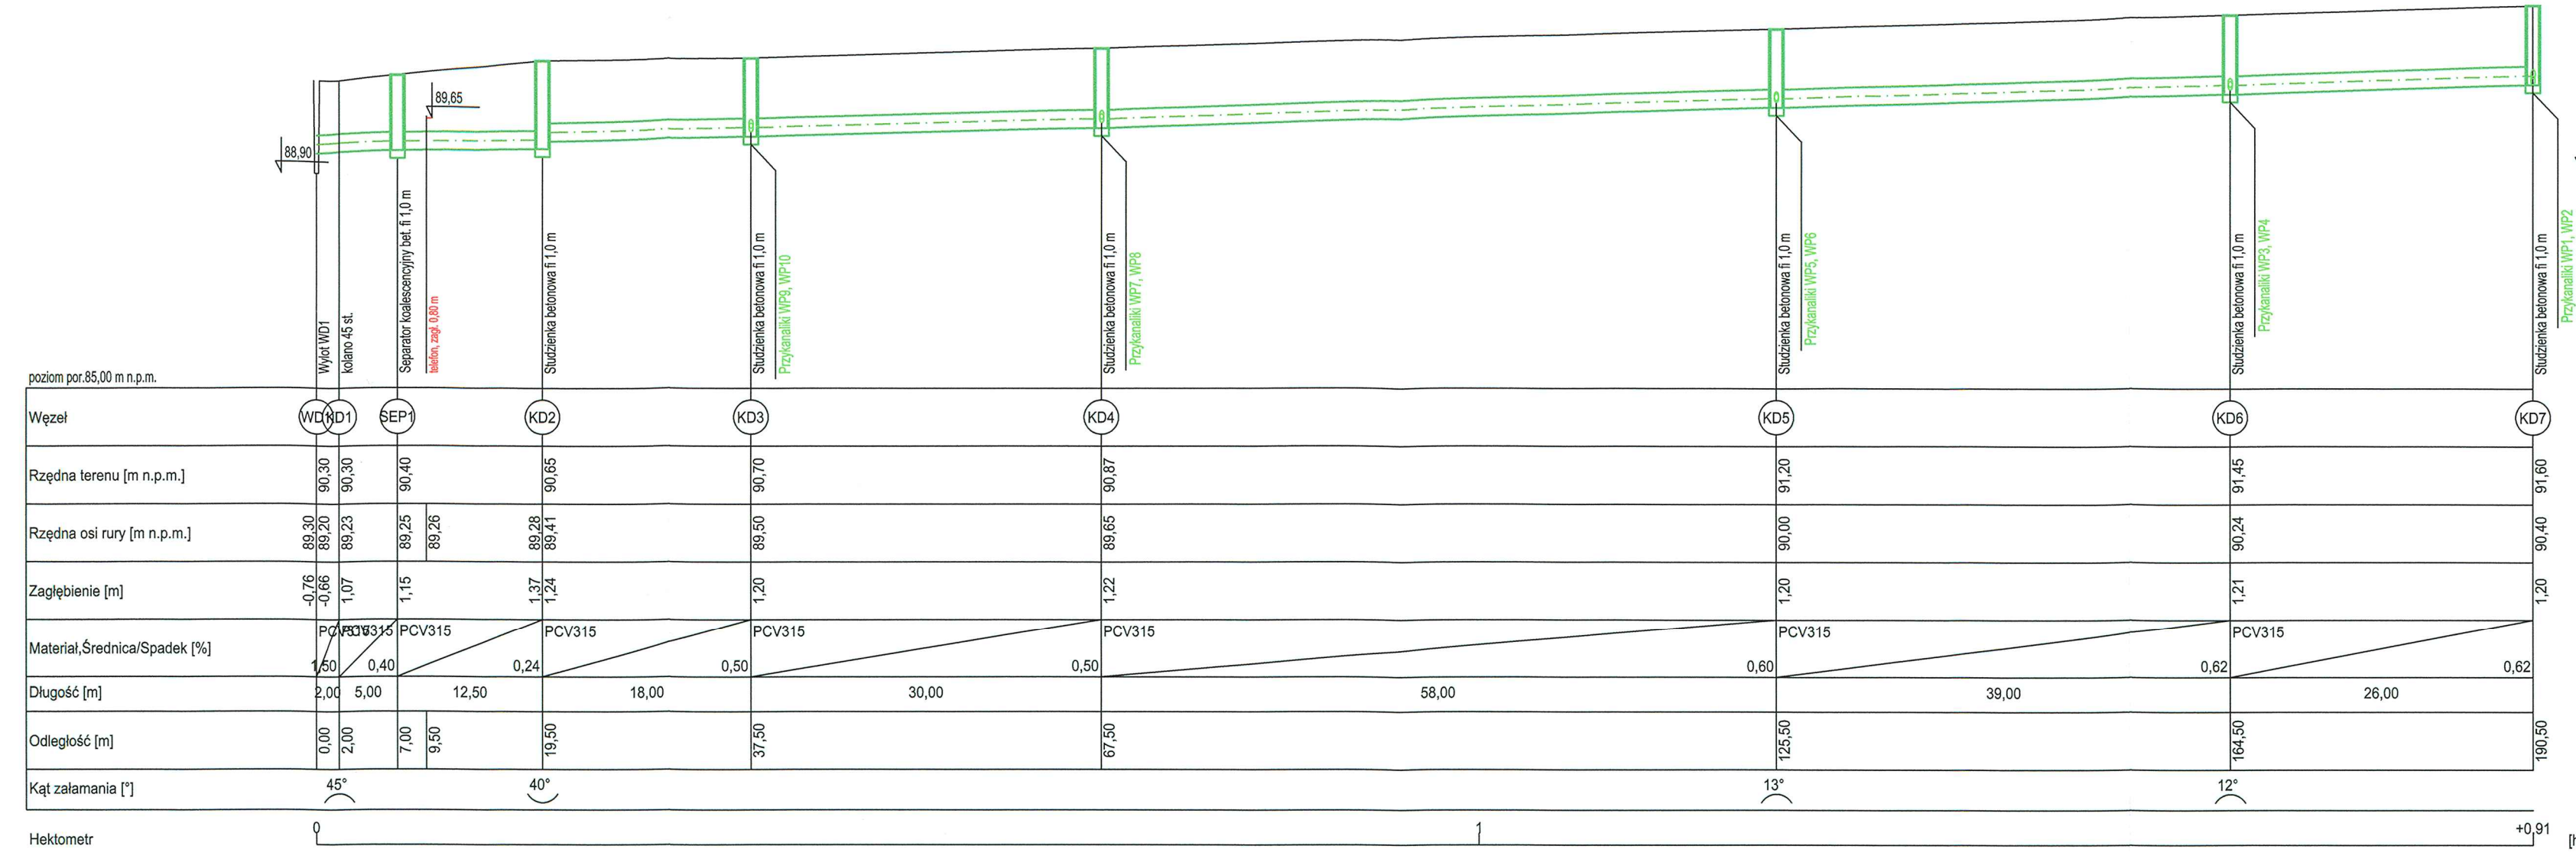 89,65
88,90
Wylot WD1
kolano 45 st.
Separator koalescencyjny bet. fi 1,0 m
telefon, zagł. 0,80 m
Studzienka betonowa fi 1,0 m
Studzienka betonowa fi 1,0 m
Przykanaliki WP9, WP10
Studzienka betonowa fi 1,0 m
Przykanaliki WP7, WP8
Studzienka betonowa fi 1,0 m
Przykanaliki WP5, WP6
Studzienka betonowa fi 1,0 m
Przykanaliki WP3, WP4
Studzienka betonowa fi 1,0 m
Przykanaliki WP1, WP2
poziom por.85,00 m n.p.m.
Węzeł WD1 KD1 SEP1 KD2 KD3 KD4 KD5 KD6 KD7
Rzędna terenu [m n.p.m.] 90,30 90,30 90,40 90,65 90,70 90,87 91,20 91,45 91,60
Rzędna osi rury [m n.p.m.] 89,30 89,20 89,23 89,25 89,26 89,28 89,41 89,50 89,65 90,00 90,24 90,40
Zagłębienie [m] -0,76 -0,66 1,07 1,15 1,37 1,24 1,20 1,22 1,20 1,21 1,20
PCV315 PCV315 PCV315 PCV315 PCV315 PCV315 PCV315 PCV315
Materiał,Średnica/Spadek [%]
1,50 0,40 0,24 0,50 0,50 0,60 0,62 0,62
Długość [m] 2,00 5,00 12,50 18,00 30,00 58,00 39,00 26,00
Odległość [m] 0,00 2,00 7,00 9,50 19,50 37,50 67,50 125,50 164,50 190,50
Kąt załamania [°] 45° 40° 13° 12°
Hektometr 0 1 +0,91